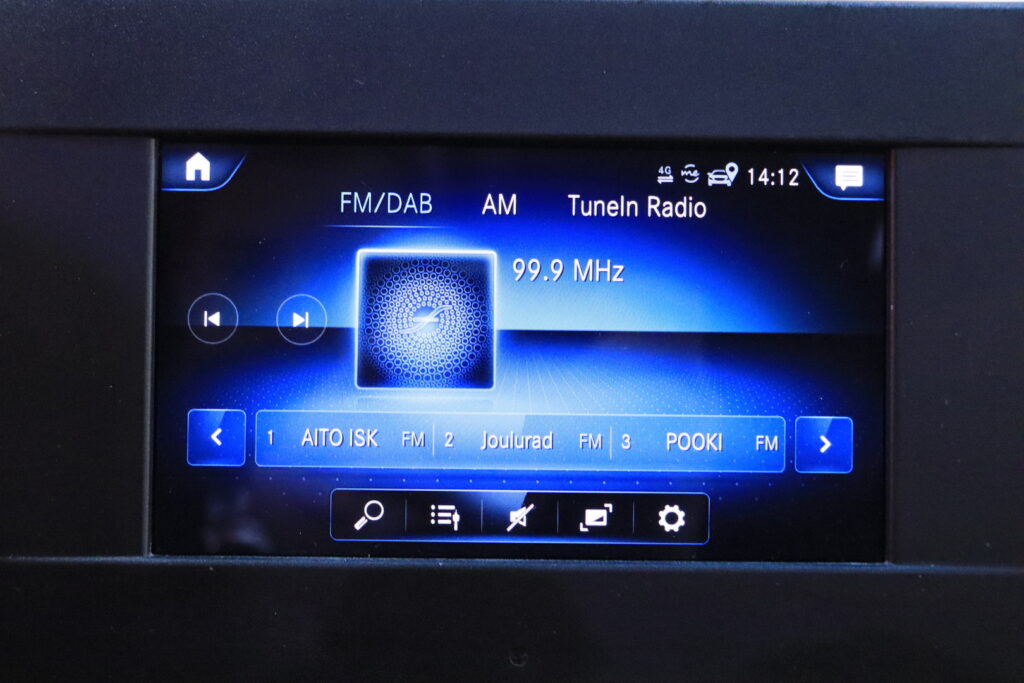 4G me 14:12
FM/DAB AM TuneIn Radio
99.9 MHz
1 AITO ISK FM 2 Joulurad FM 3 POOKI FM